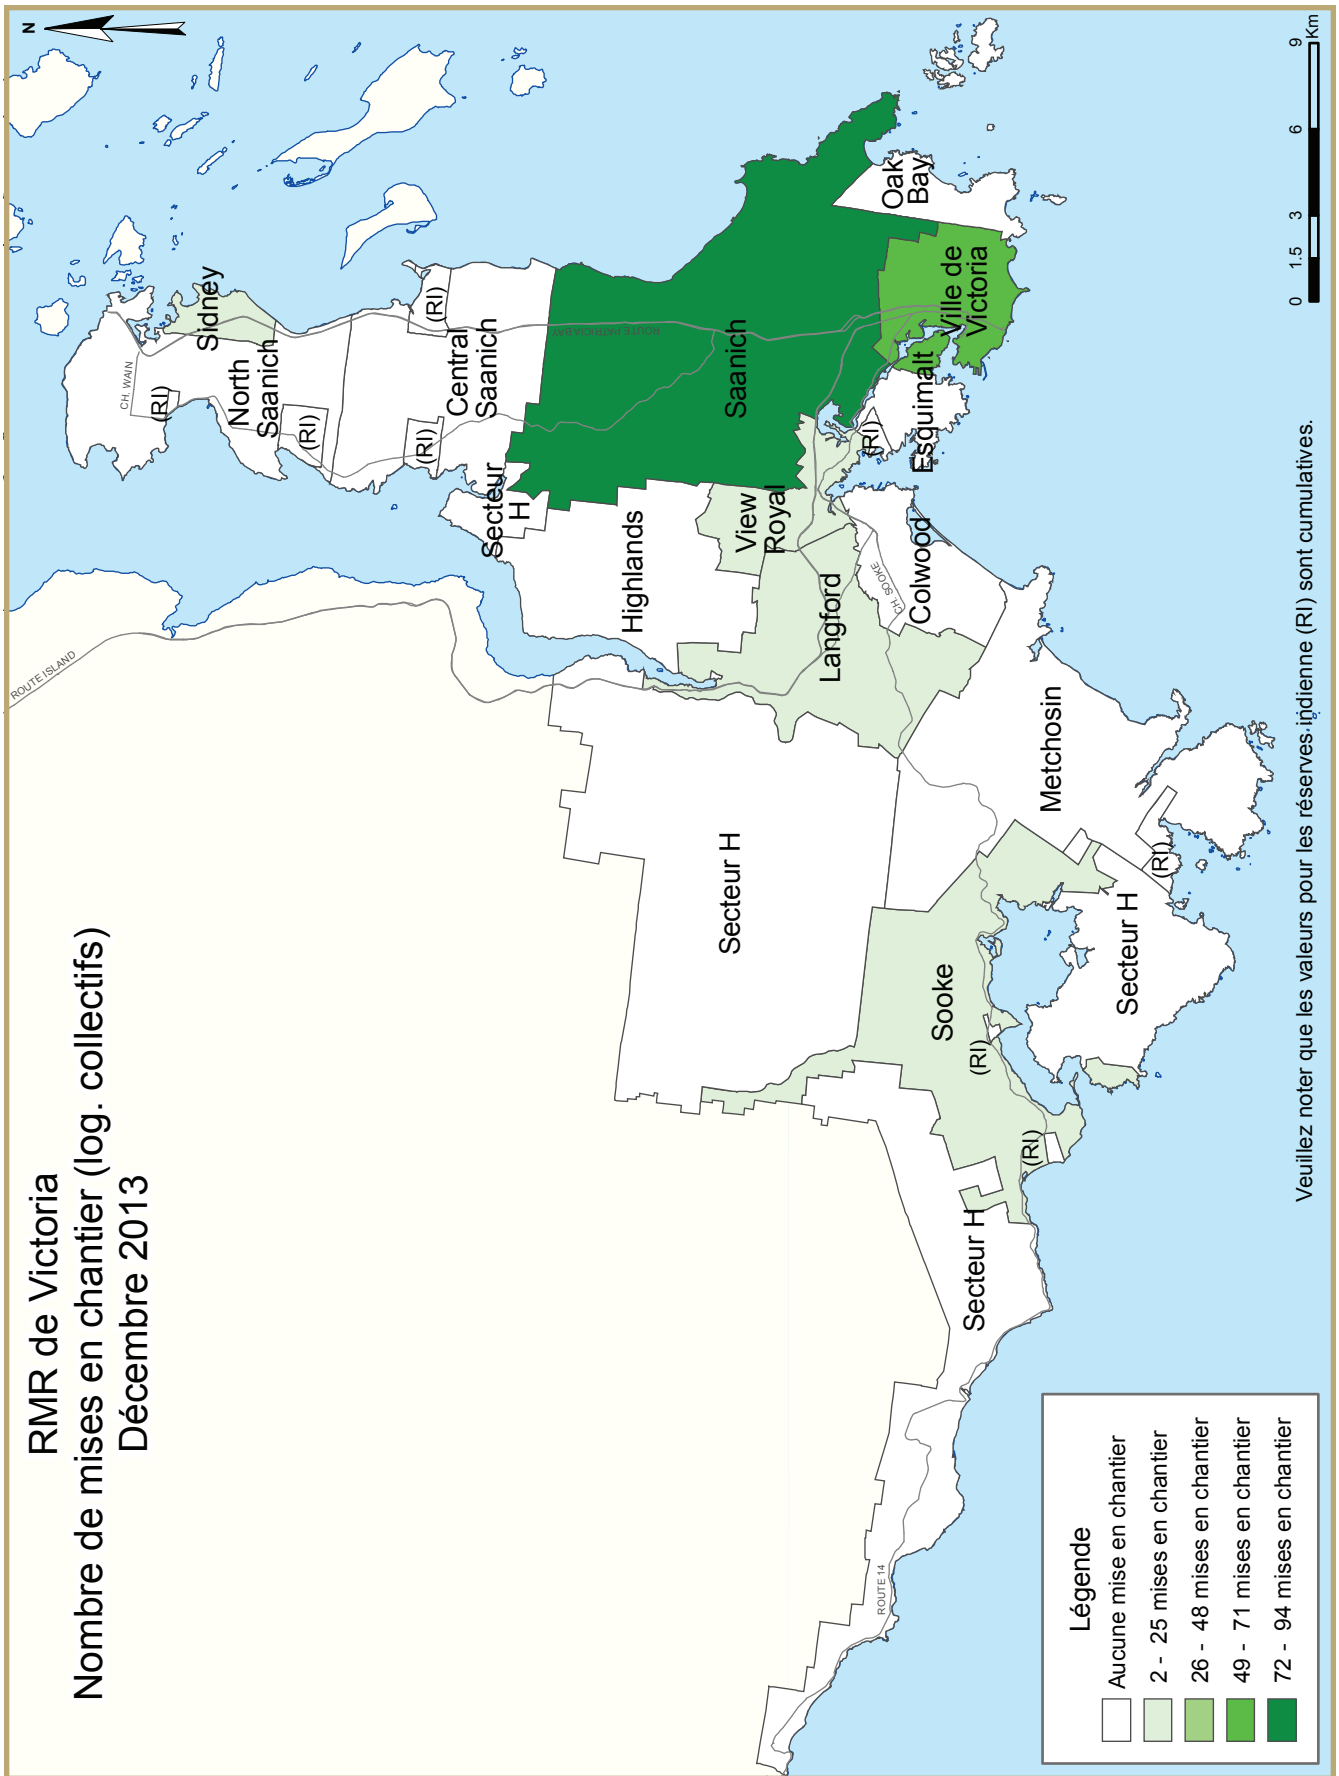 RMR de Victoria
Nombre de mises en chantier (log. collectifs)
Décembre 2013
N
ROUTE ISLAND
CH. WAIN
(RI)
Sidney
North
Saanich
(RI)
(RI)
Central
Saanich
(RI)
Secteur
H
ROUTE PATRICIA BAY
Saanich
Highlands
View
Royal
Langford
Oak
Bay
Ville de
Victoria
Esquimalt
(RI)
Colwood
CH. SOOKE
Metchosin
Secteur H
(RI)
Secteur H
Sooke
(RI)
(RI)
Secteur H
ROUTE 14
Légende
Aucune mise en chantier
2 - 25 mises en chantier
26 - 48 mises en chantier
49 - 71 mises en chantier
72 - 94 mises en chantier
Veuillez noter que les valeurs pour les réserves indienne (RI) sont cumulatives.
0 1.5 3 6 9
Km